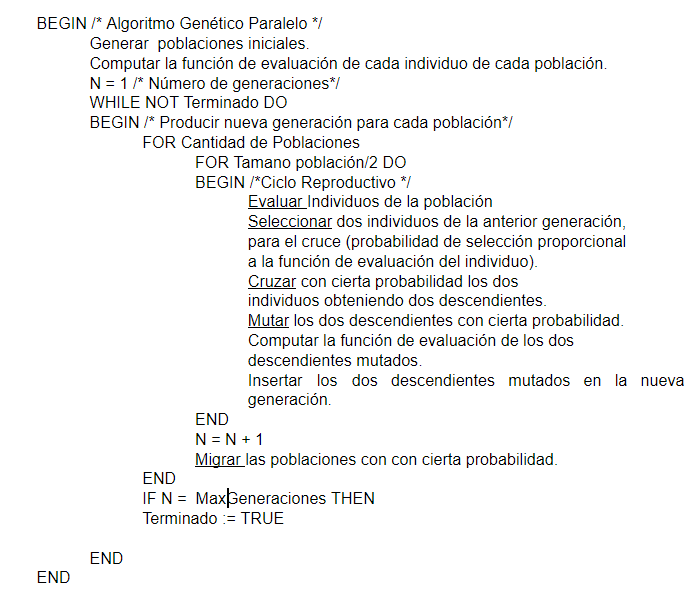 BEGIN /* Algoritmo Genético Paralelo */
Generar poblaciones iniciales.
Computar la función de evaluación de cada individuo de cada población.
N = 1 /* Número de generaciones*/
WHILE NOT Terminado DO
BEGIN /* Producir nueva generación para cada población*/
FOR Cantidad de Poblaciones
FOR Tamano población/2 DO
BEGIN /*Ciclo Reproductivo */
Evaluar Individuos de la población
Seleccionar dos individuos de la anterior generación,
para el cruce (probabilidad de selección proporcional
a la función de evaluación del individuo).
Cruzar con cierta probabilidad los dos
individuos obteniendo dos descendientes.
Mutar los dos descendientes con cierta probabilidad.
Computar la función de evaluación de los dos
descendientes mutados.
Insertar los dos descendientes mutados en la nueva
generación.
END
N = N + 1
Migrar las poblaciones con con cierta probabilidad.
END
IF N = MaxGeneraciones THEN
Terminado := TRUE
END
END